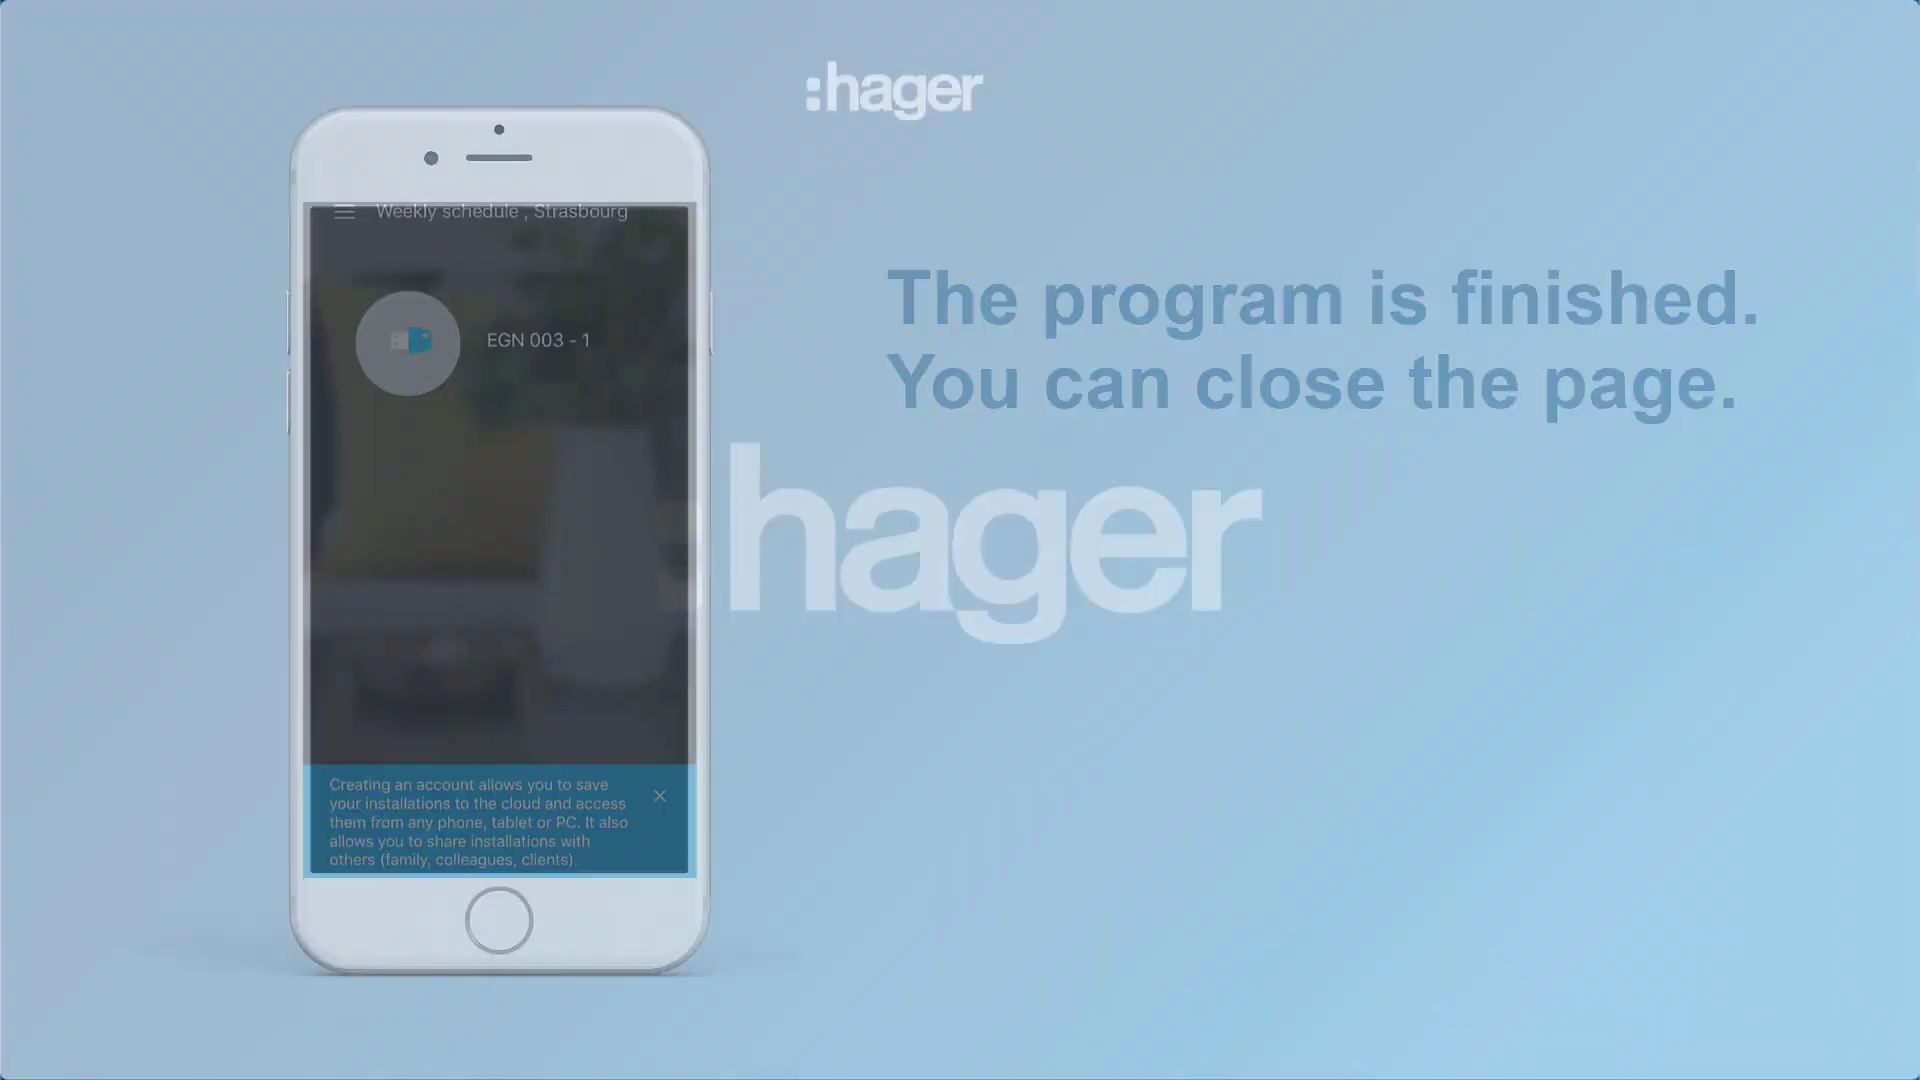 :hager
Weekly schedule , Strasbourg
EGN 003 - 1
The program is finished.
You can close the page.
:hager
Creating an account allows you to save
your installations to the cloud and access
them from any phone, tablet or PC. It also
allows you to share installations with
others (family, colleagues, clients).